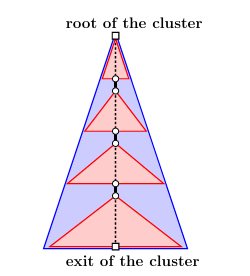 root of the cluster
exit of the cluster